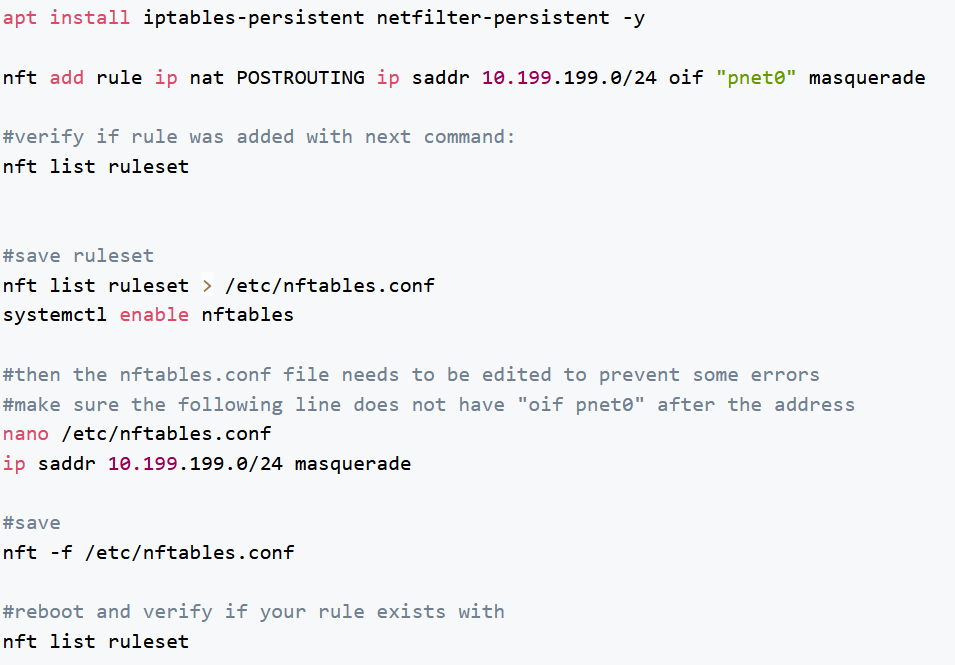 apt install iptables-persistent netfilter-persistent -y
nft add rule ip nat POSTROUTING ip saddr 10.199.199.0/24 oif "pnet0" masquerade
#verify if rule was added with next command:
nft list ruleset
#save ruleset
nft list ruleset > /etc/nftables.conf
systemctl enable nftables
#then the nftables.conf file needs to be edited to prevent some errors
#make sure the following line does not have "oif pnet0" after the address
nano /etc/nftables.conf
ip saddr 10.199.199.0/24 masquerade
#save
nft -f /etc/nftables.conf
#reboot and verify if your rule exists with
nft list ruleset